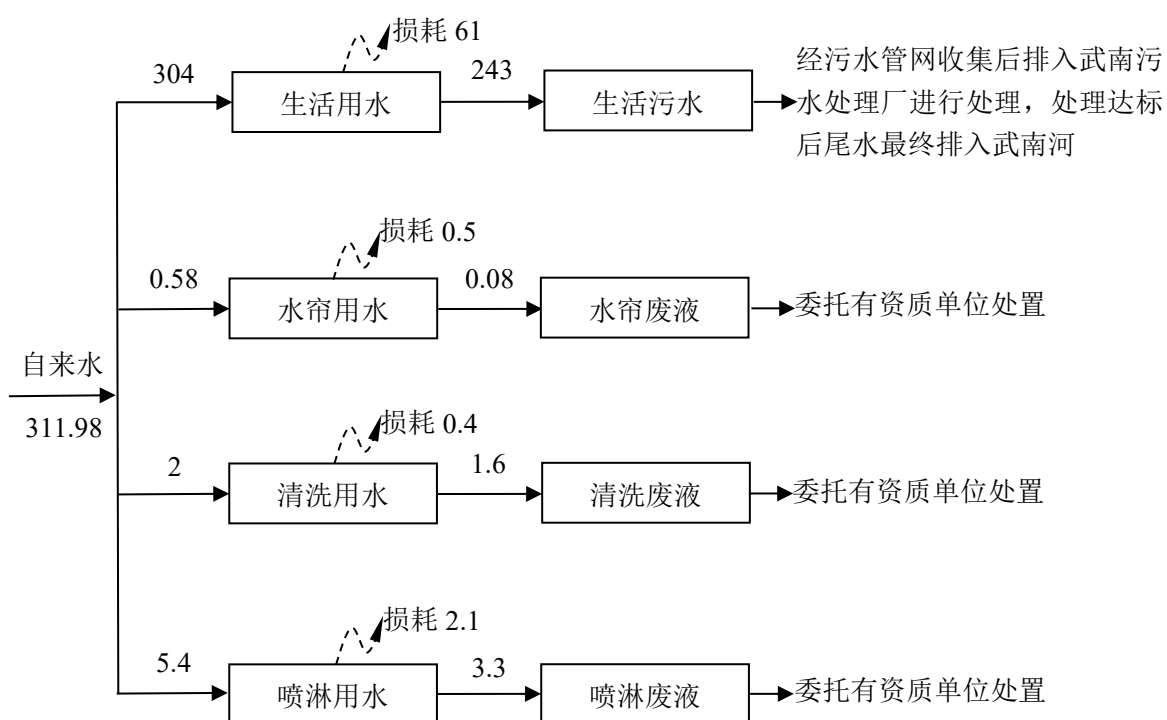 损耗 61
304
243
生活用水
生活污水
经污水管网收集后排入武南污
水处理厂进行处理，处理达标
后尾水最终排入武南河
损耗 0.5
0.58
0.08
水帘用水
水帘废液
委托有资质单位处置
自来水
311.98
损耗 0.4
2
1.6
清洗用水
清洗废液
委托有资质单位处置
损耗 2.1
5.4
3.3
喷淋用水
喷淋废液
委托有资质单位处置